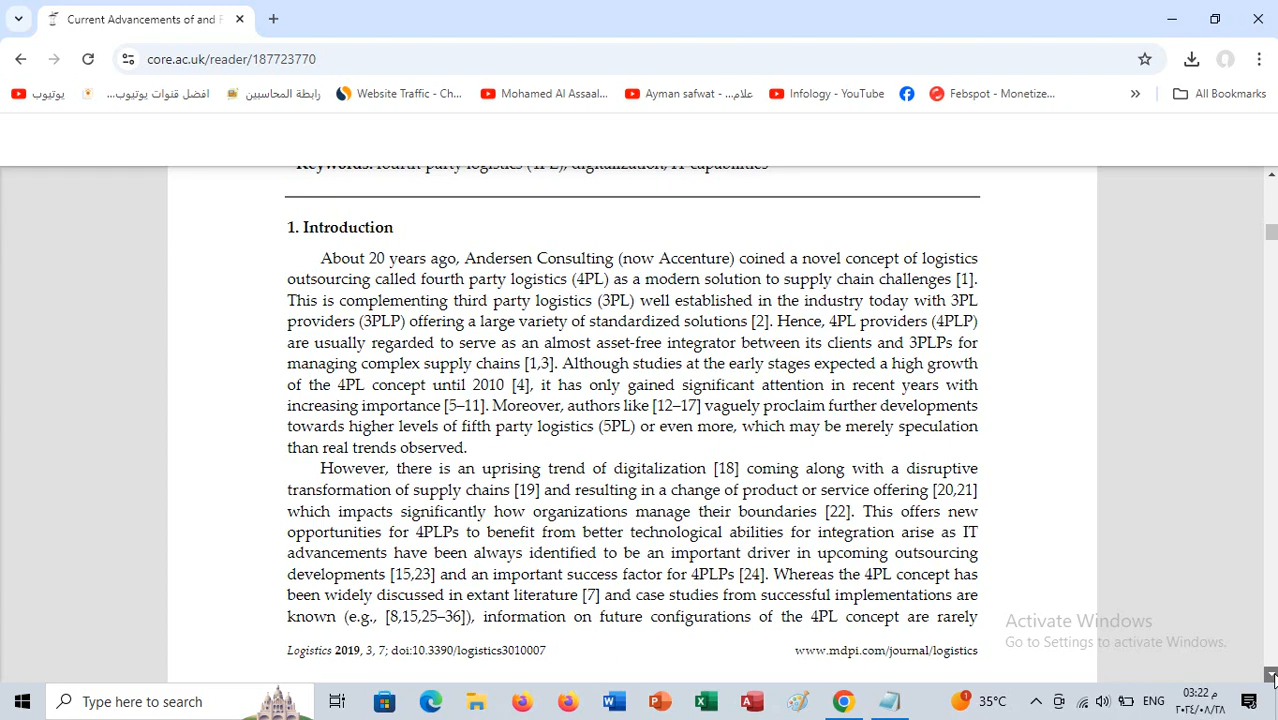 Current Advancements of and F
core.ac.uk/reader/187723770
يوتيوب
افضل قنوات يوتيوب...
رابطة المحاسبين
Website Traffic - Ch...
Mohamed Al Assaal...
Ayman safwat - علام...
Infology - YouTube
Febspot - Monetize...
»
All Bookmarks
Keywords: fourth party logistics (4PL); digitalization; IT capabilities
1. Introduction
About 20 years ago, Andersen Consulting (now Accenture) coined a novel concept of logistics
outsourcing called fourth party logistics (4PL) as a modern solution to supply chain challenges [1].
This is complementing third party logistics (3PL) well established in the industry today with 3PL
providers (3PLP) offering a large variety of standardized solutions [2]. Hence, 4PL providers (4PLP)
are usually regarded to serve as an almost asset-free integrator between its clients and 3PLPs for
managing complex supply chains [1,3]. Although studies at the early stages expected a high growth
of the 4PL concept until 2010 [4], it has only gained significant attention in recent years with
increasing importance [5–11]. Moreover, authors like [12–17] vaguely proclaim further developments
towards higher levels of fifth party logistics (5PL) or even more, which may be merely speculation
than real trends observed.
However, there is an uprising trend of digitalization [18] coming along with a disruptive
transformation of supply chains [19] and resulting in a change of product or service offering [20,21]
which impacts significantly how organizations manage their boundaries [22]. This offers new
opportunities for 4PLPs to benefit from better technological abilities for integration arise as IT
advancements have been always identified to be an important driver in upcoming outsourcing
developments [15,23] and an important success factor for 4PLPs [24]. Whereas the 4PL concept has
been widely discussed in extant literature [7] and case studies from successful implementations are
known (e.g., [8,15,25–36]), information on future configurations of the 4PL concept are rarely
Logistics 2019, 3, 7; doi:10.3390/logistics3010007
www.mdpi.com/journal/logistics
Activate Windows
Go to Settings to activate Windows.
Type here to search
1
35°C
ENG
03:22 م
٢٠٢٤/٠٨/٢٨